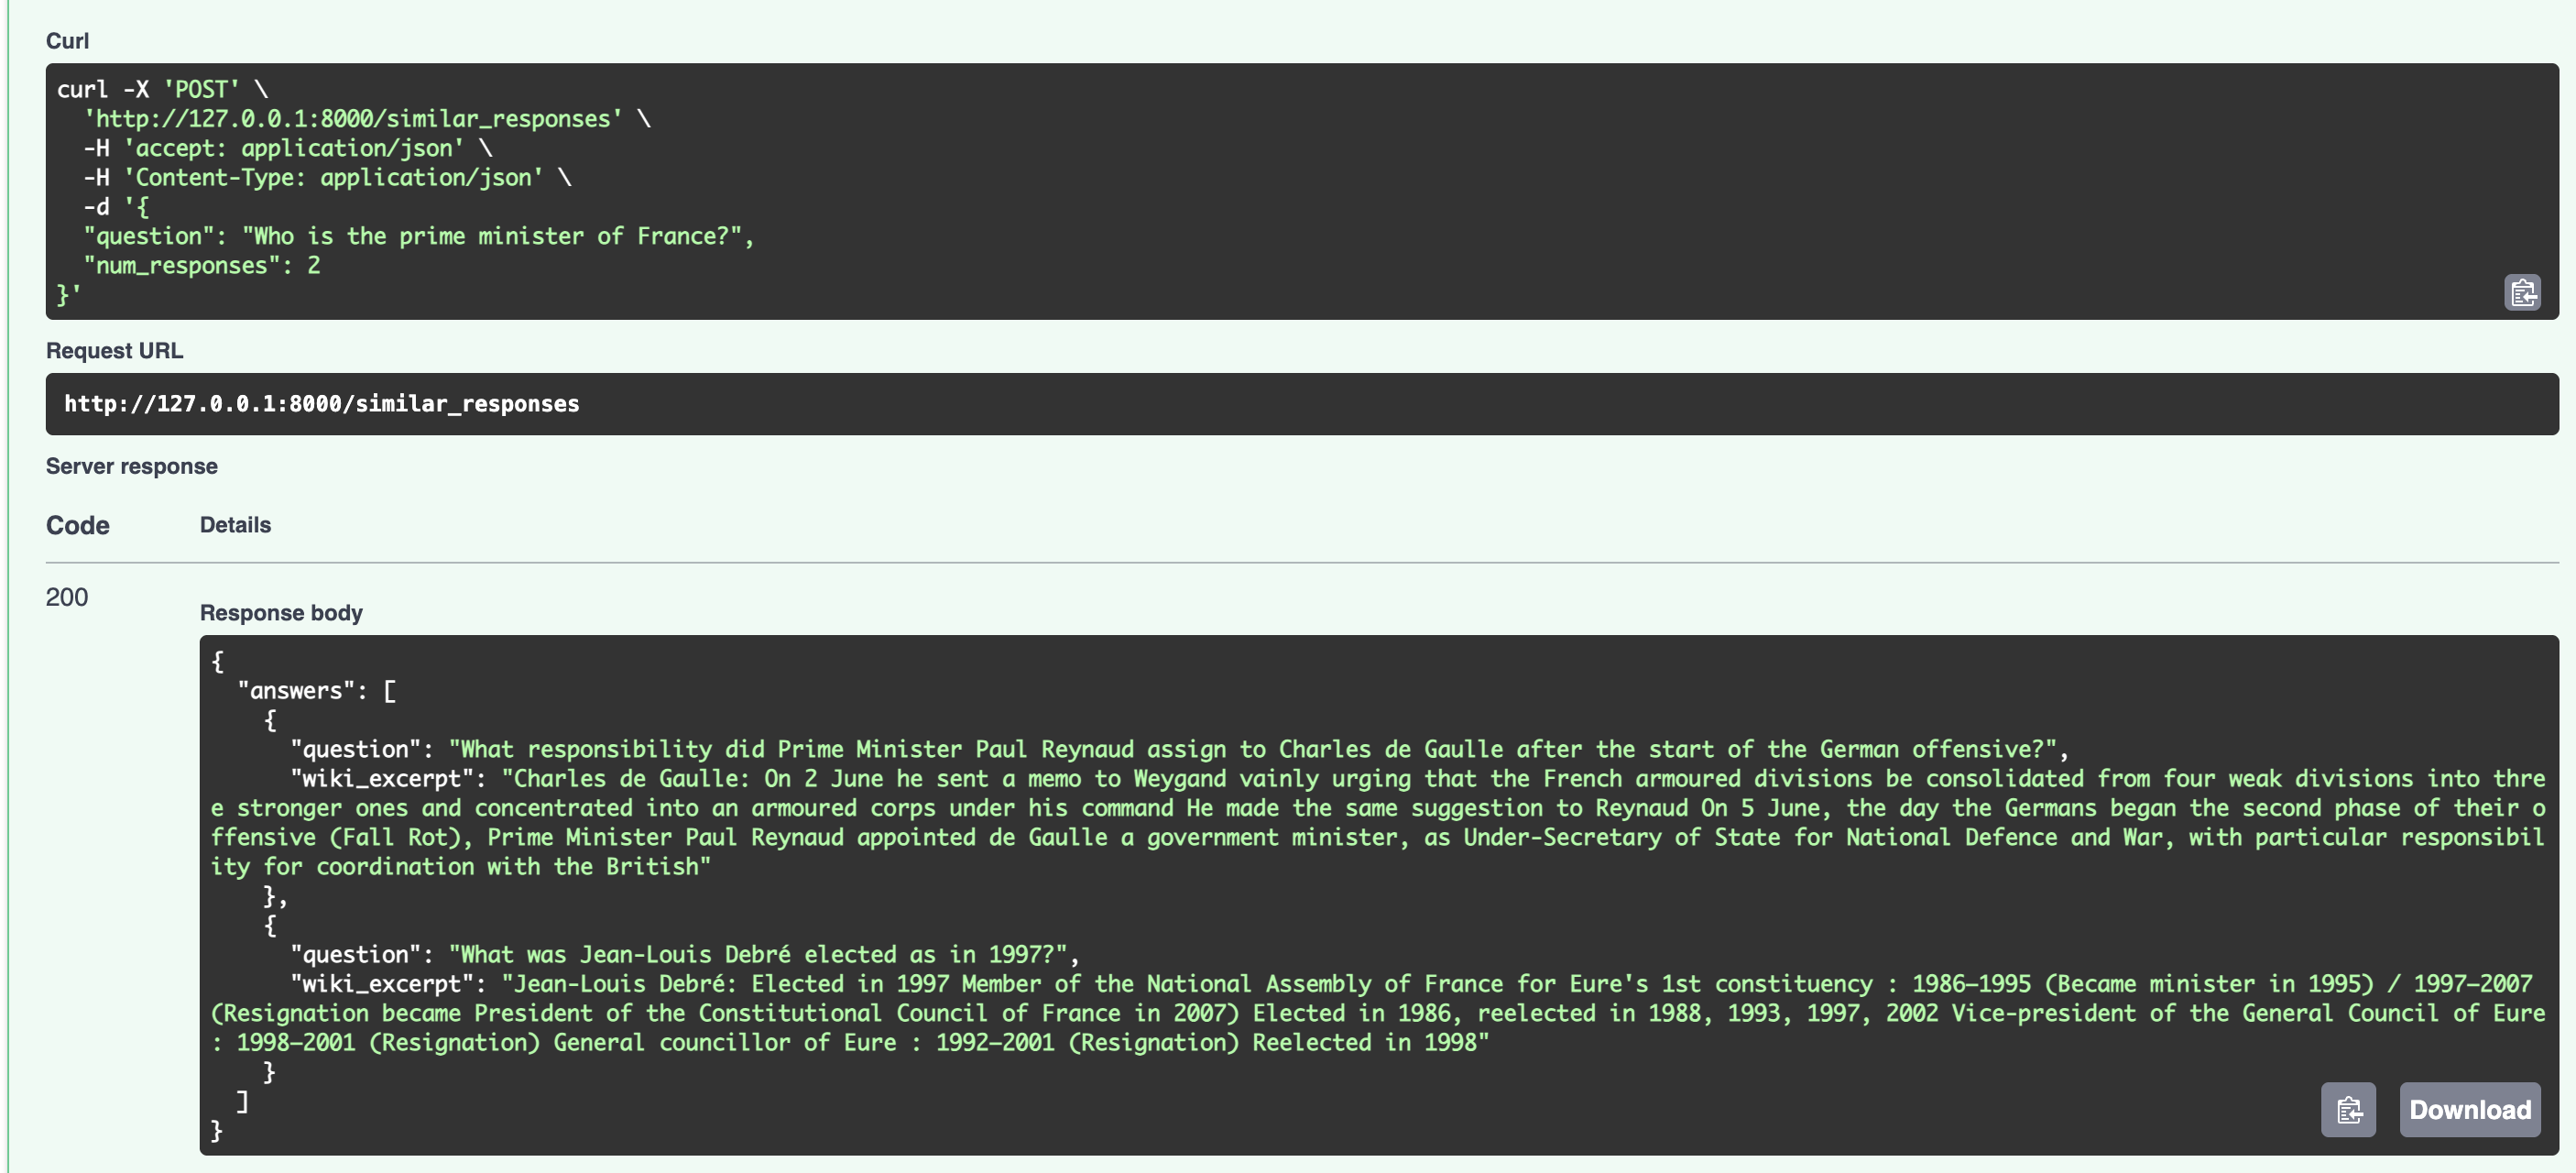 Curl
curl -X 'POST' \
  'http://127.0.0.1:8000/similar_responses' \
  -H 'accept: application/json' \
  -H 'Content-Type: application/json' \
  -d '{
  "question": "Who is the prime minister of France?",
  "num_responses": 2
}'
Request URL
http://127.0.0.1:8000/similar_responses
Server response
Code Details
200
Response body
{
  "answers": [
    {
      "question": "What responsibility did Prime Minister Paul Reynaud assign to Charles de Gaulle after the start of the German offensive?",
      "wiki_excerpt": "Charles de Gaulle: On 2 June he sent a memo to Weygand vainly urging that the French armoured divisions be consolidated from four weak divisions into thre
e stronger ones and concentrated into an armoured corps under his command He made the same suggestion to Reynaud On 5 June, the day the Germans began the second phase of their o
ffensive (Fall Rot), Prime Minister Paul Reynaud appointed de Gaulle a government minister, as Under-Secretary of State for National Defence and War, with particular responsibil
ity for coordination with the British"
    },
    {
      "question": "What was Jean-Louis Debré elected as in 1997?",
      "wiki_excerpt": "Jean-Louis Debré: Elected in 1997 Member of the National Assembly of France for Eure's 1st constituency : 1986–1995 (Became minister in 1995) / 1997–2007
(Resignation became President of the Constitutional Council of France in 2007) Elected in 1986, reelected in 1988, 1993, 1997, 2002 Vice-president of the General Council of Eure
: 1998–2001 (Resignation) General councillor of Eure : 1992–2001 (Resignation) Reelected in 1998"
    }
  ]
}
Download